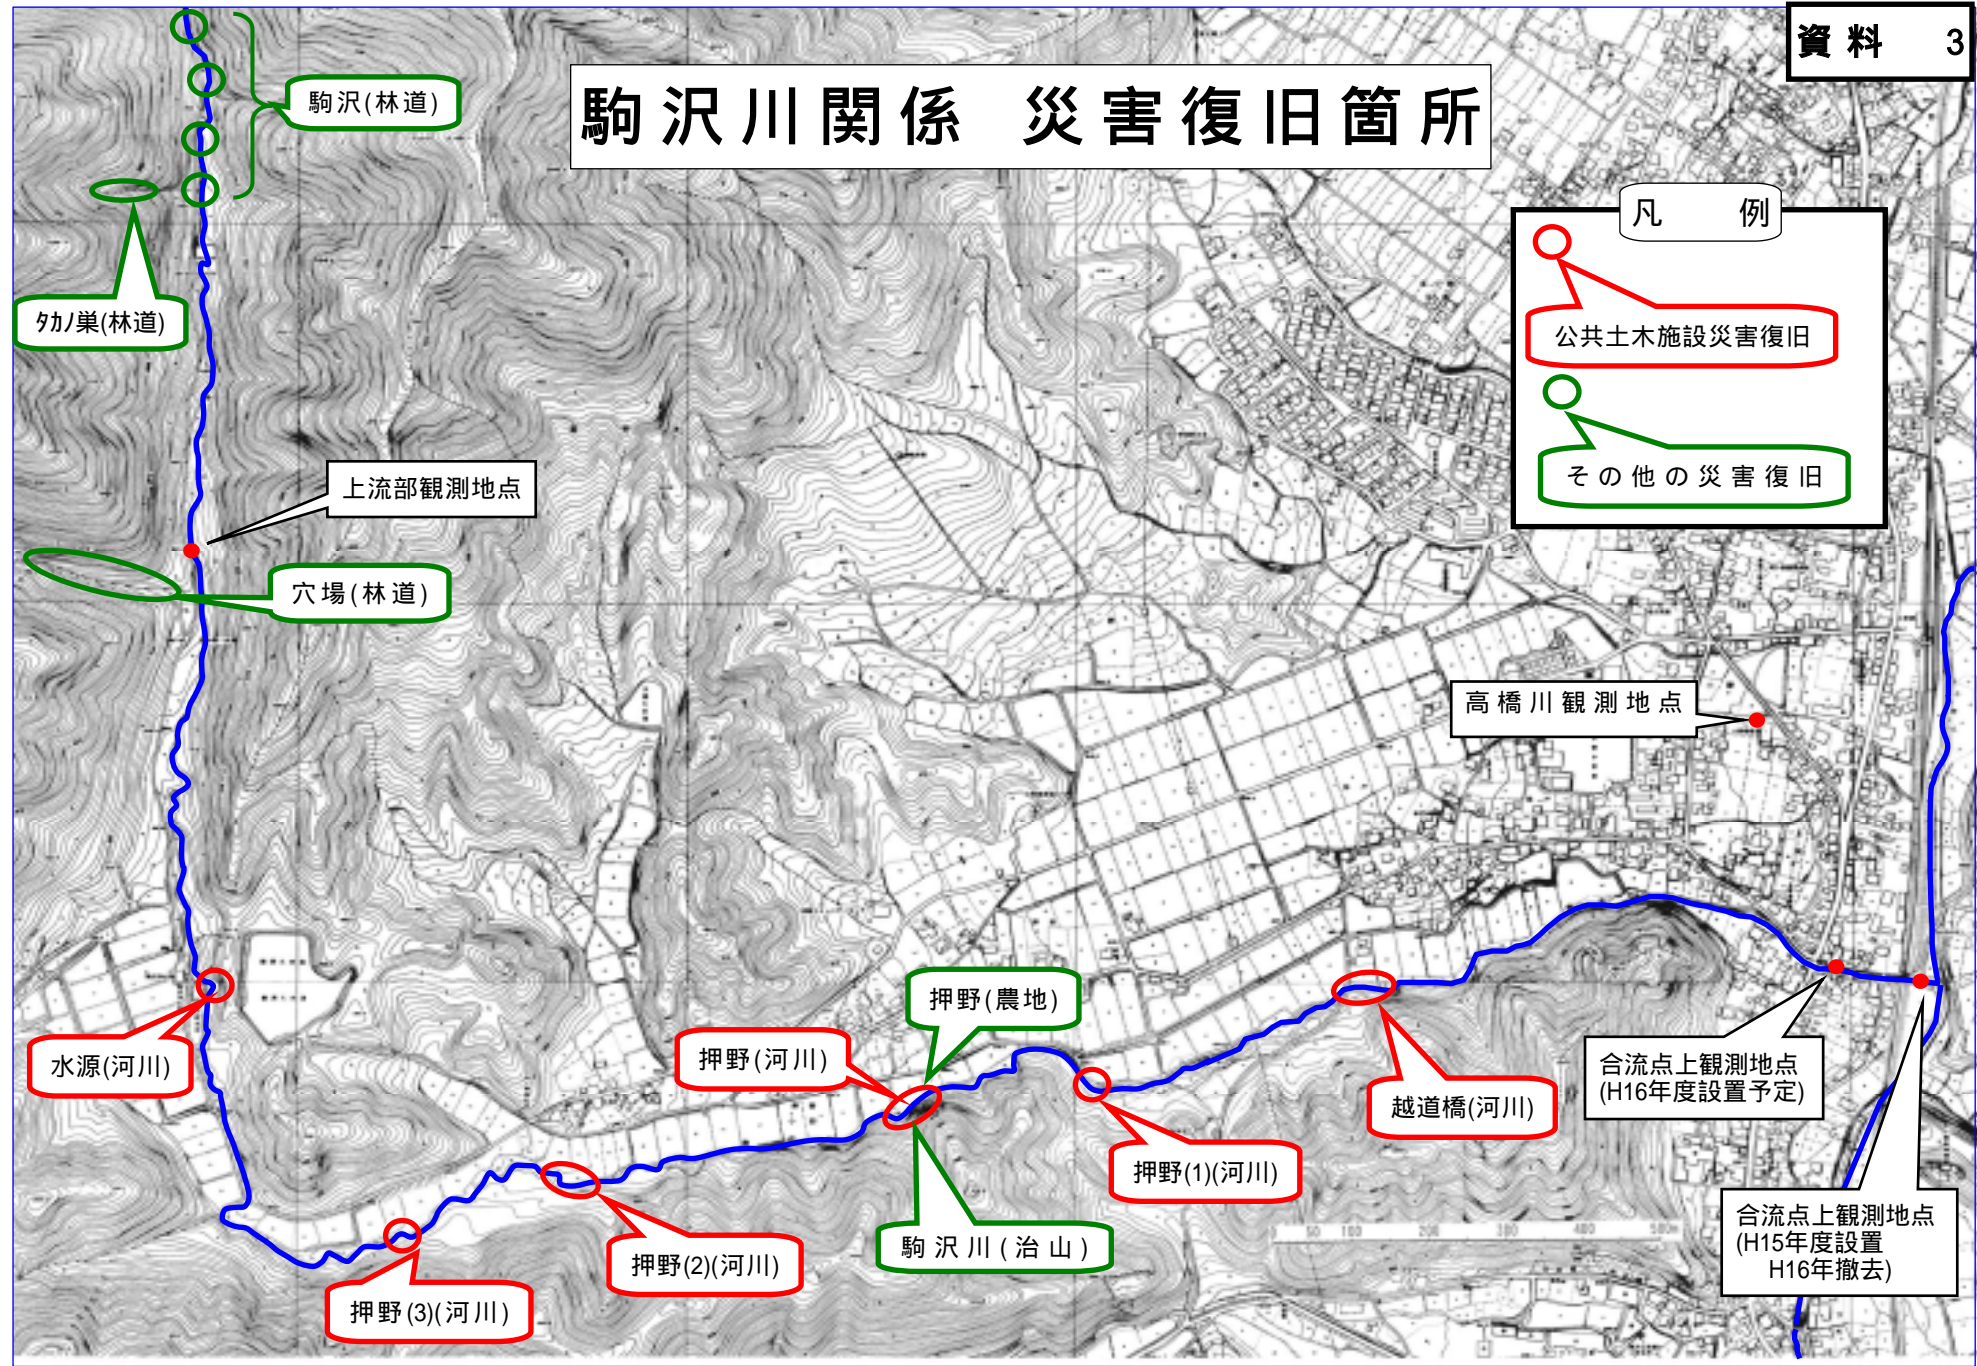 資料 3
駒沢川関係 災害復旧箇所
駒沢(林道)
凡 例
公共土木施設災害復旧
その他の災害復旧
ﾀｶﾉ巣(林道)
上流部観測地点
穴場(林道)
高橋川観測地点
水源(河川)
押野(農地)
押野(河川)
越道橋(河川)
合流点上観測地点
(H16年度設置予定)
押野(1)(河川)
押野(2)(河川)
駒沢川(治山)
押野(3)(河川)
合流点上観測地点
(H15年度設置
H16年撤去)
50 100 200 300 400 500m